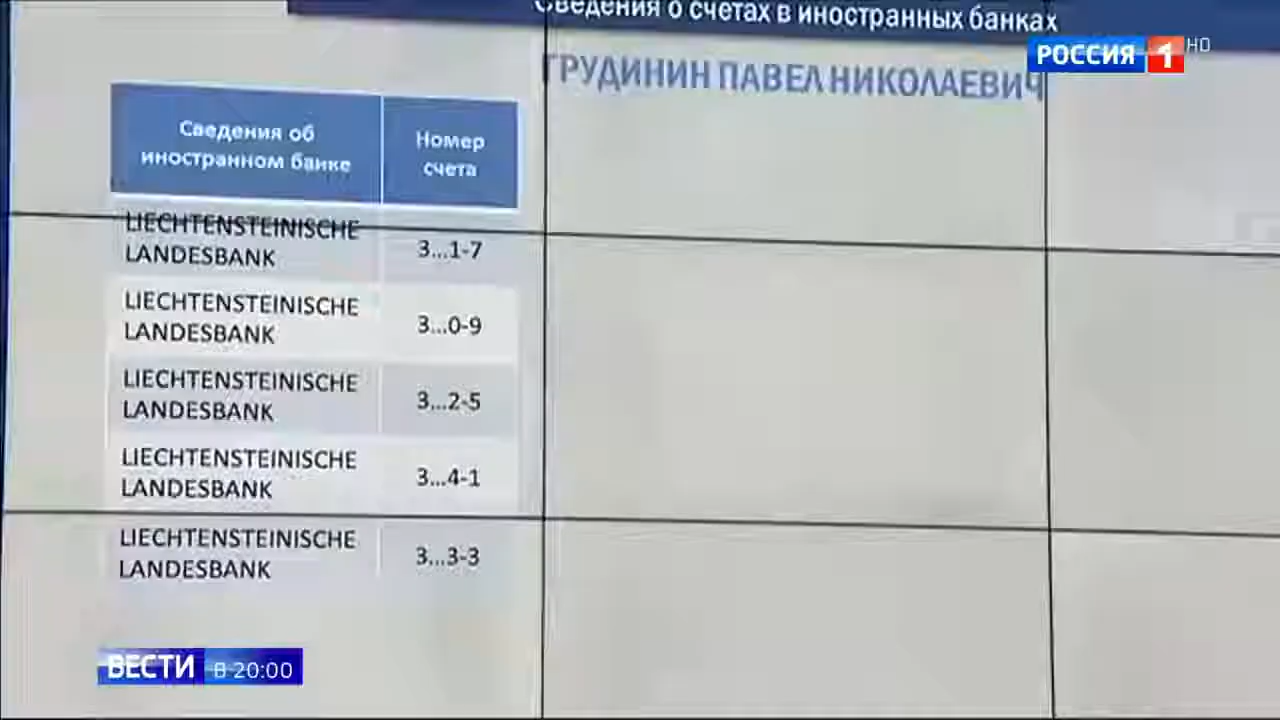 Сведения о счетах в иностранных банках
РОССИЯ 1 HD
ГРУДИНИН ПАВЕЛ НИКОЛАЕВИЧ
Сведения об
иностранном банке
Номер
счета
LIECHTENSTEINISCHE
LANDESBANK
3...1-7
LIECHTENSTEINISCHE
LANDESBANK
3...0-9
LIECHTENSTEINISCHE
LANDESBANK
3...2-5
LIECHTENSTEINISCHE
LANDESBANK
3...4-1
LIECHTENSTEINISCHE
LANDESBANK
3...3-3
ВЕСТИ В 20:00